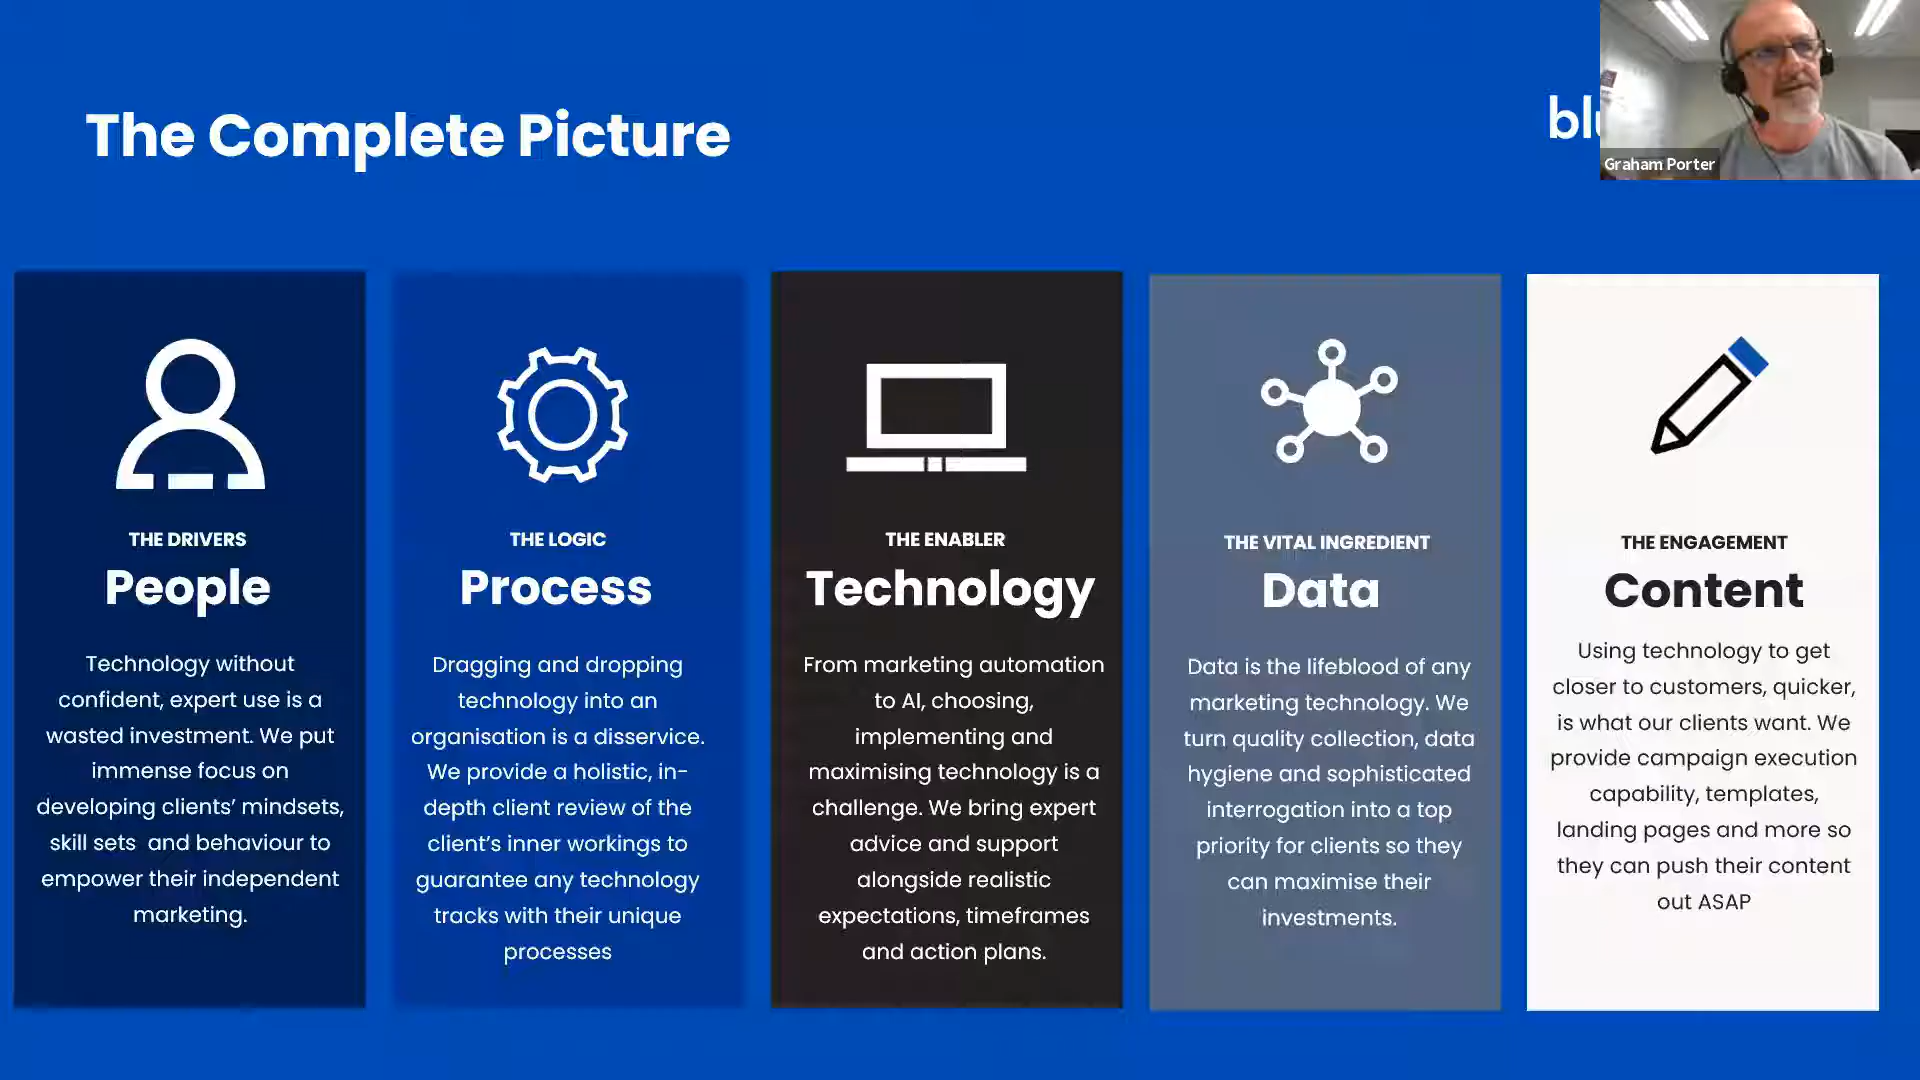 The Complete Picture
Graham Porter
THE DRIVERS
People
Technology without
confident, expert use is a
wasted investment. We put
immense focus on
developing clients’ mindsets,
skill sets  and behaviour to
empower their independent
marketing.
THE LOGIC
Process
Dragging and dropping
technology into an
organisation is a disservice.
We provide a holistic, in-
depth client review of the
client’s inner workings to
guarantee any technology
tracks with their unique
processes
THE ENABLER
Technology
From marketing automation
to AI, choosing,
implementing and
maximising technology is a
challenge. We bring expert
advice and support
alongside realistic
expectations, timeframes
and action plans.
THE VITAL INGREDIENT
Data
Data is the lifeblood of any
marketing technology. We
turn quality collection, data
hygiene and sophisticated
interrogation into a top
priority for clients so they
can maximise their
investments.
THE ENGAGEMENT
Content
Using technology to get
closer to customers, quicker,
is what our clients want. We
provide campaign execution
capability, templates,
landing pages and more so
they can push their content
out ASAP